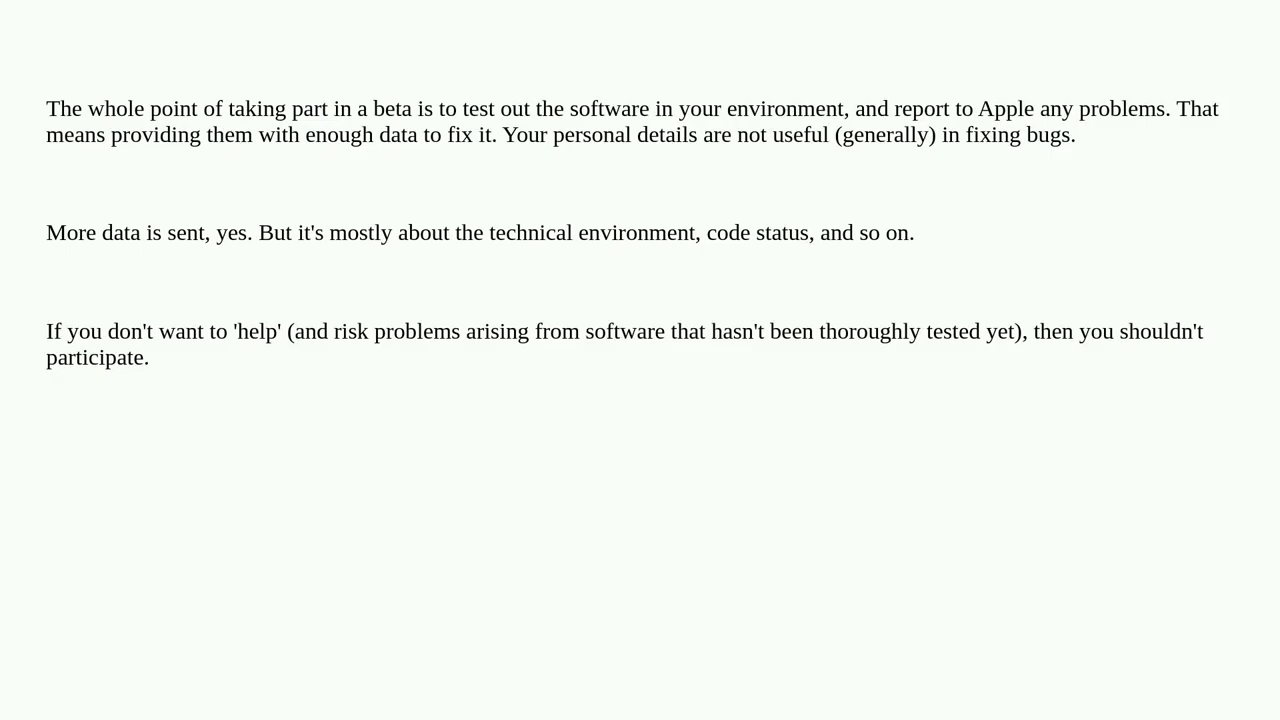 The whole point of taking part in a beta is to test out the software in your environment, and report to Apple any problems. That
means providing them with enough data to fix it. Your personal details are not useful (generally) in fixing bugs.
More data is sent, yes. But it's mostly about the technical environment, code status, and so on.
If you don't want to 'help' (and risk problems arising from software that hasn't been thoroughly tested yet), then you shouldn't
participate.